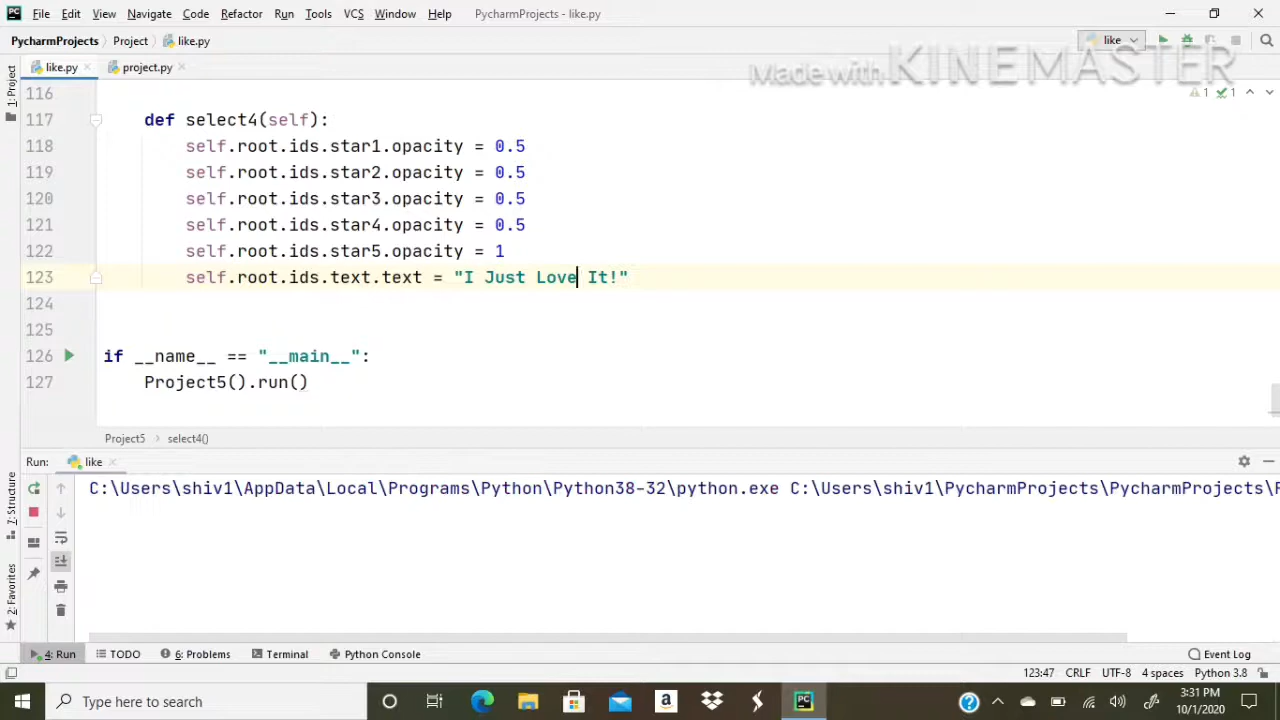 File Edit View Navigate Code Refactor Run Tools VCS Window Help PycharmProjects - like.py
PycharmProjects Project like.py like
like.py project.py
Made with KINEMASTER
1: Project
1 1
116
117 def select4(self):
118 self.root.ids.star1.opacity = 0.5
119 self.root.ids.star2.opacity = 0.5
120 self.root.ids.star3.opacity = 0.5
121 self.root.ids.star4.opacity = 0.5
122 self.root.ids.star5.opacity = 1
123 self.root.ids.text.text = "I Just Love It!"
124
125
126 if __name__ == "__main__":
127 Project5().run()
Project5 select4()
Run: like
C:\Users\shiv1\AppData\Local\Programs\Python\Python38-32\python.exe C:\Users\shiv1\PycharmProjects\PycharmProjects\
7: Structure
2: Favorites
4: Run TODO 6: Problems Terminal Python Console Event Log
123:47 CRLF UTF-8 4 spaces Python 3.8
Type here to search
3:31 PM
10/1/2020